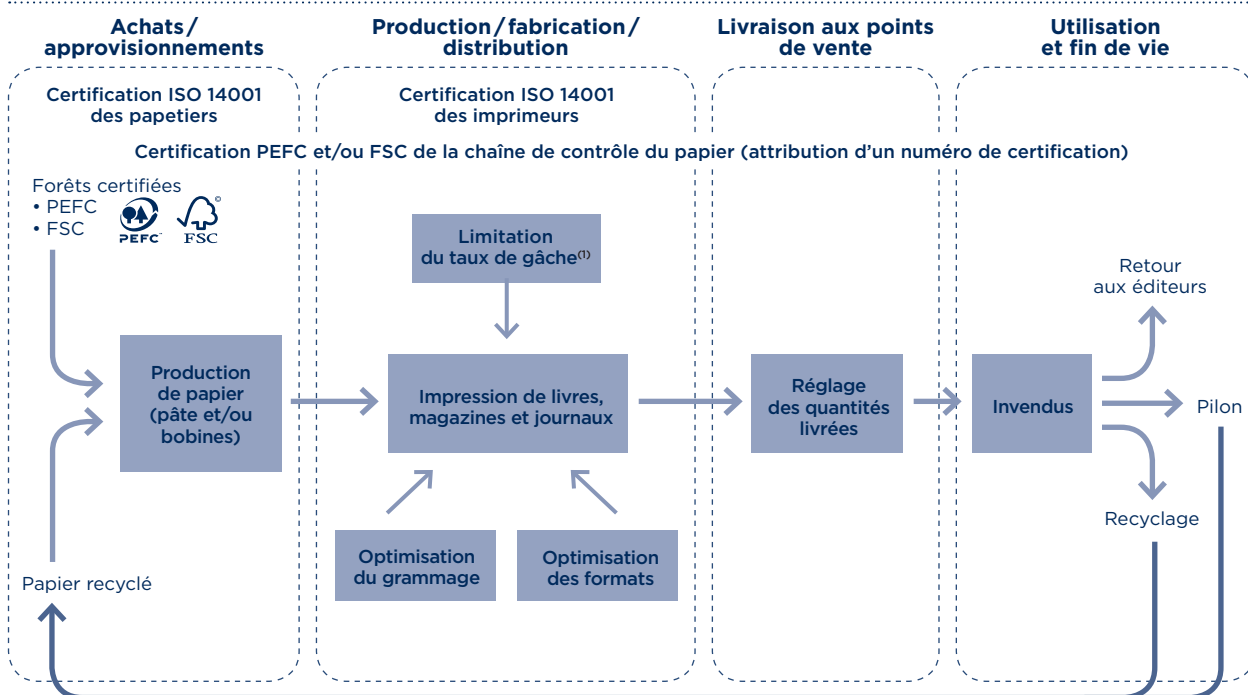 Achats/
approvisionnements
Production/fabrication/
distribution
Livraison aux points
de vente
Utilisation
et fin de vie
Certification ISO 14001
des papetiers
Certification ISO 14001
des imprimeurs
Certification PEFC et/ou FSC de la chaîne de contrôle du papier (attribution d'un numéro de certification)
Forêts certifiées
• PEFC
• FSC
PEFC
FSC
Limitation
du taux de gâche(1)
Retour
aux éditeurs
Production
de papier
(pâte et/ou
bobines)
Impression de livres,
magazines et journaux
Réglage
des quantités
livrées
Invendus
Pilon
Recyclage
Optimisation
du grammage
Optimisation
des formats
Papier recyclé